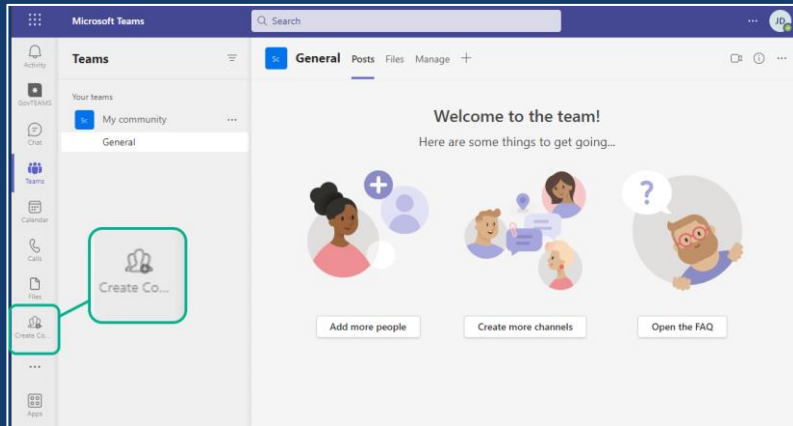 Microsoft Teams
Search
JD
Activity
GovTEAMS
Chat
Teams
Calendar
Calls
Files
Create Co...
Apps
Teams
Your teams
Sc My community
General
Create Co...
Sc General Posts Files Manage
Welcome to the team!
Here are some things to get going...
?
Add more people
Create more channels
Open the FAQ